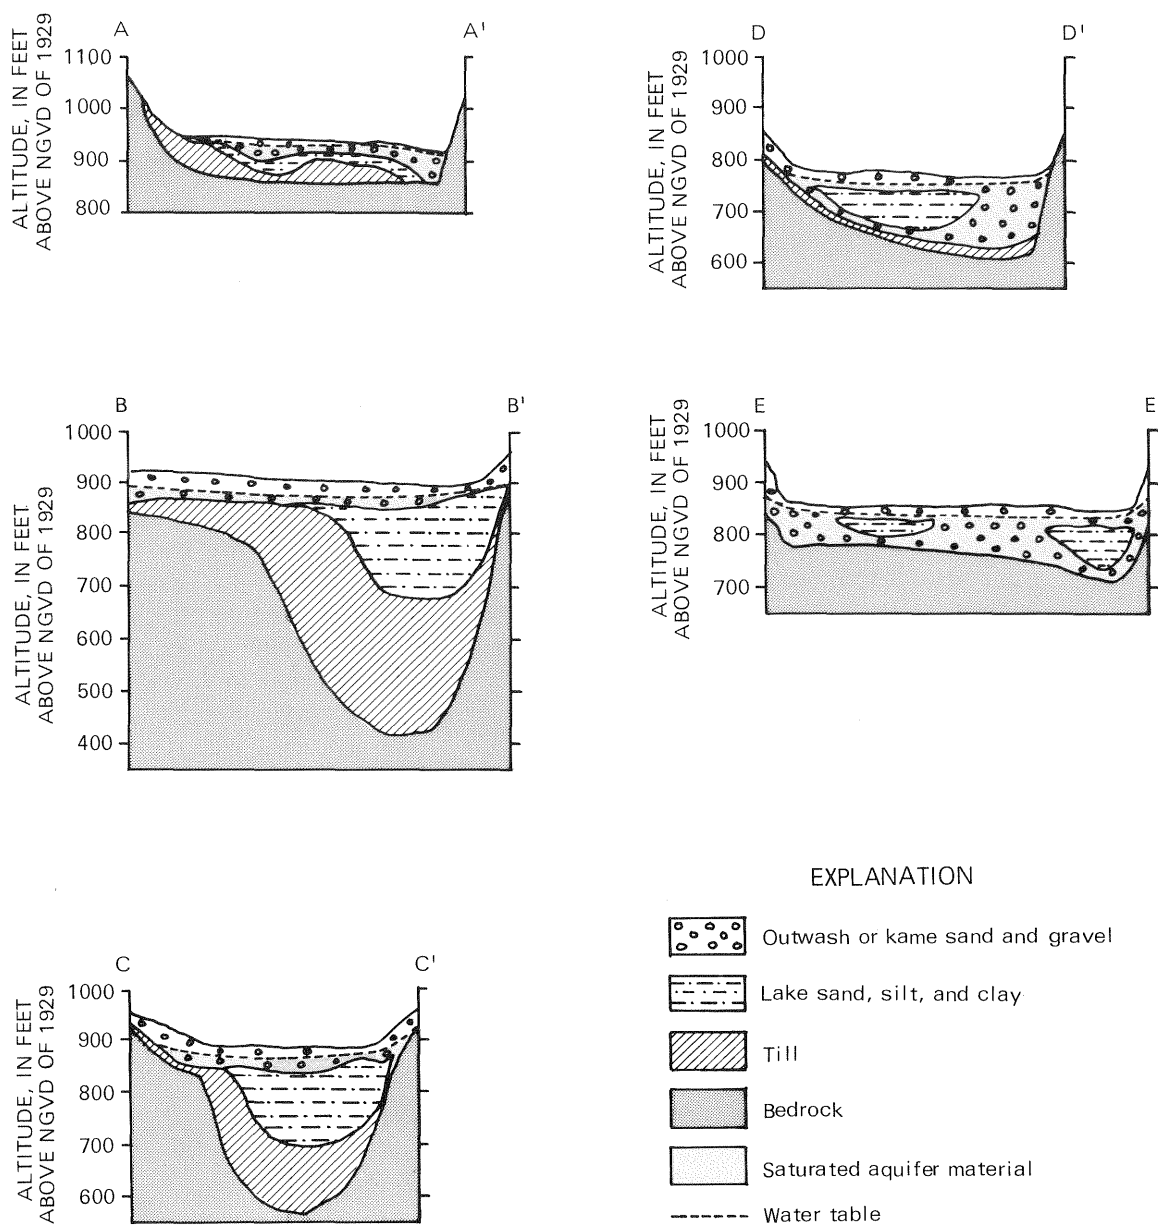 A A'
ALTITUDE, IN FEET
ABOVE NGVD OF 1929
1100
1000
900
800
D D'
ALTITUDE, IN FEET
ABOVE NGVD OF 1929
1000
900
800
700
600
B B'
ALTITUDE, IN FEET
ABOVE NGVD OF 1929
1000
900
800
700
600
500
400
E E
ALTITUDE, IN FEET
ABOVE NGVD OF 1929
1000
900
800
700
C C'
ALTITUDE, IN FEET
ABOVE NGVD OF 1929
1000
900
800
700
600
EXPLANATION
Outwash or kame sand and gravel
Lake sand, silt, and clay
Till
Bedrock
Saturated aquifer material
Water table